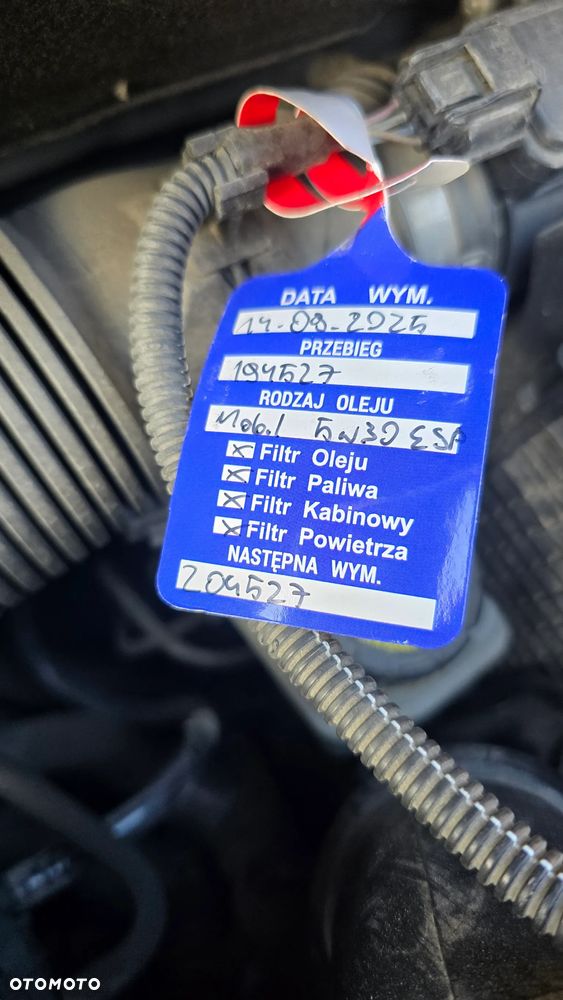 DATA WYM.
14-08-2025
PRZEBIEG
194527
RODZAJ OLEJU
Mobil 5w30 ESP
Filtr Oleju
Filtr Paliwa
Filtr Kabinowy
Filtr Powietrza
NASTĘPNA WYM.
204527
OTOMOTO